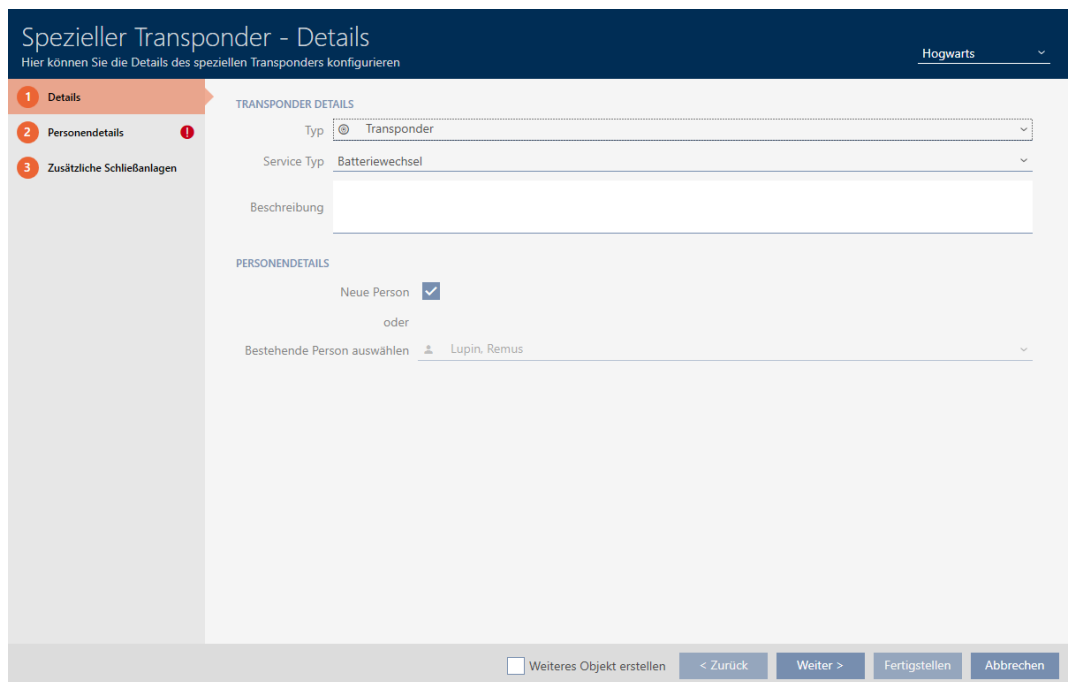 Spezieller Transponder - Details
Hier können Sie die Details des speziellen Transponders konfigurieren
Hogwarts
1 Details
2 Personendetails !
3 Zusätzliche Schließanlagen
TRANSPONDER DETAILS
Typ Transponder
Service Typ Batteriewechsel
Beschreibung
PERSONENDETAILS
Neue Person
oder
Bestehende Person auswählen Lupin, Remus
Weiteres Objekt erstellen < Zurück Weiter > Fertigstellen Abbrechen